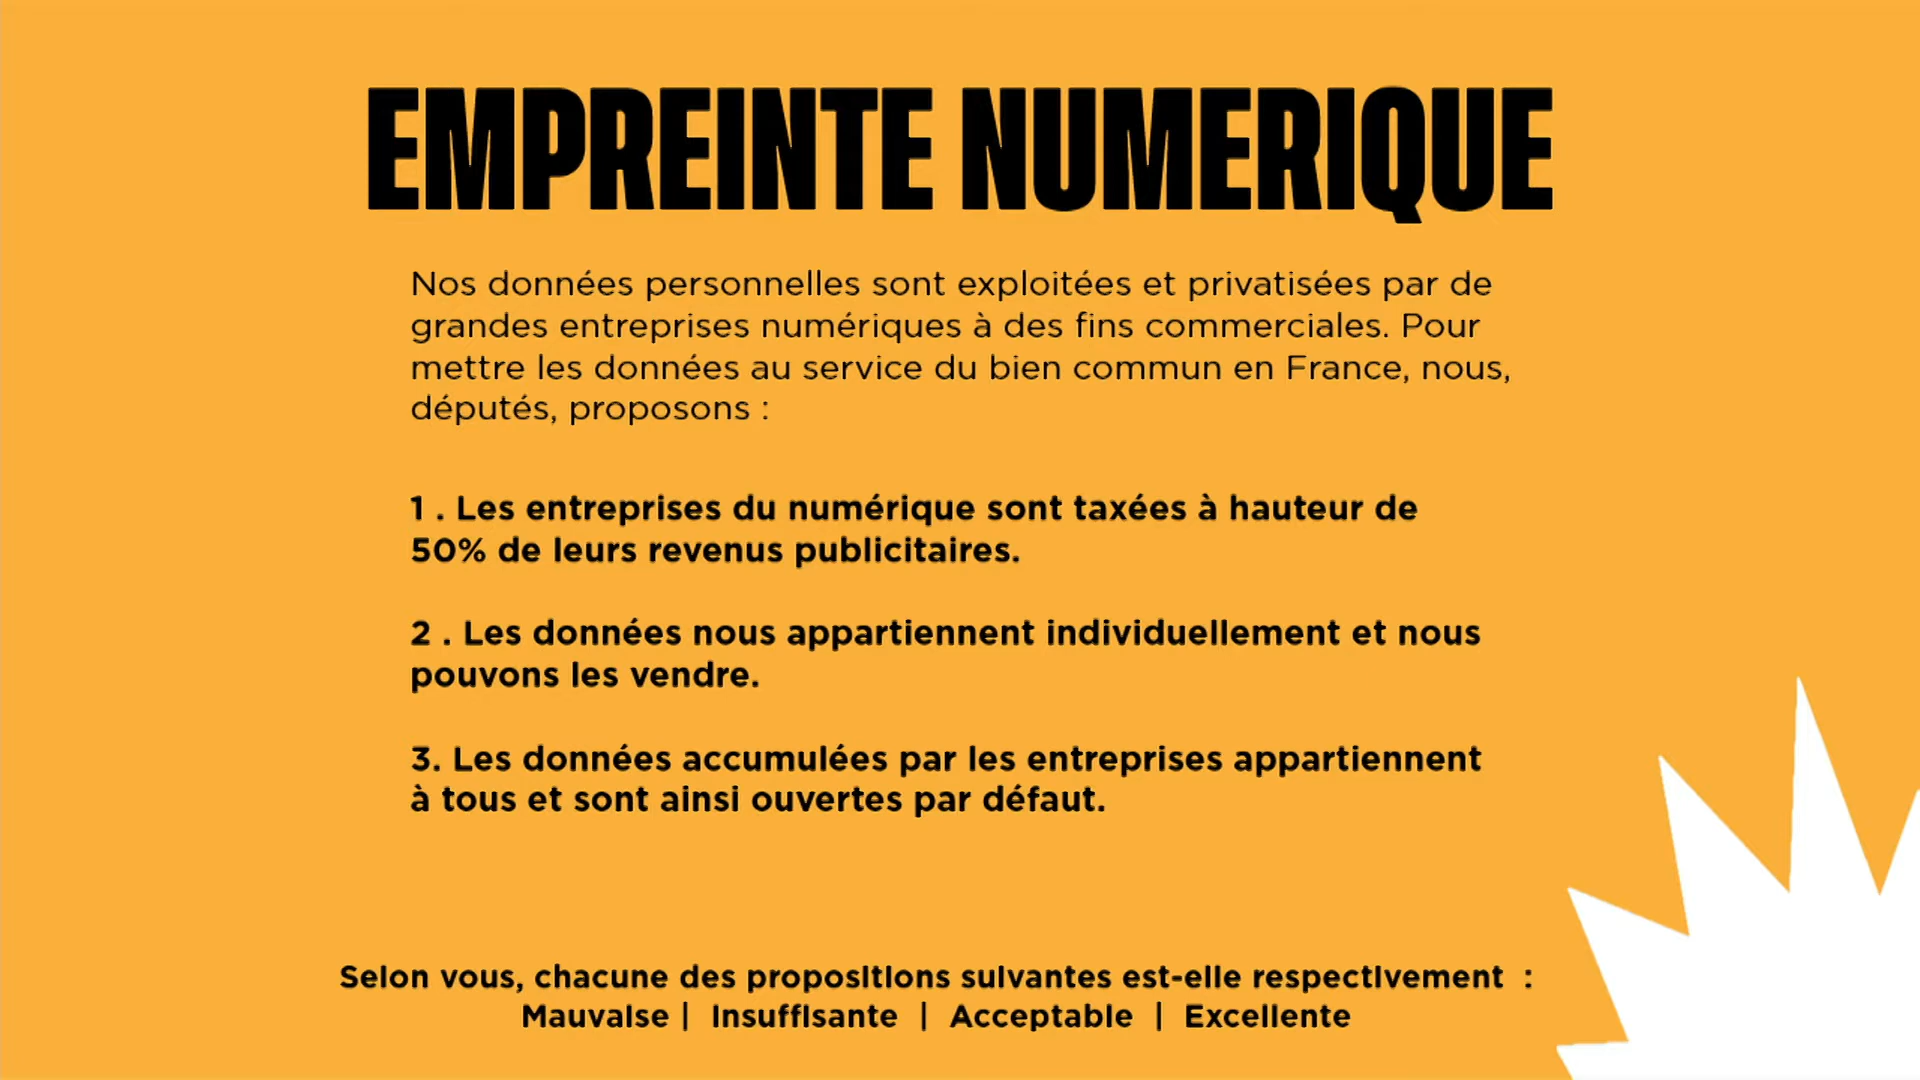 EMPREINTE NUMERIQUE
Nos données personnelles sont exploitées et privatisées par de
grandes entreprises numériques à des fins commerciales. Pour
mettre les données au service du bien commun en France, nous,
députés, proposons :
1 . Les entreprises du numérique sont taxées à hauteur de
50% de leurs revenus publicitaires.
2 . Les données nous appartiennent individuellement et nous
pouvons les vendre.
3. Les données accumulées par les entreprises appartiennent
à tous et sont ainsi ouvertes par défaut.
Selon vous, chacune des propositions suivantes est-elle respectivement :
Mauvaise | Insuffisante | Acceptable | Excellente